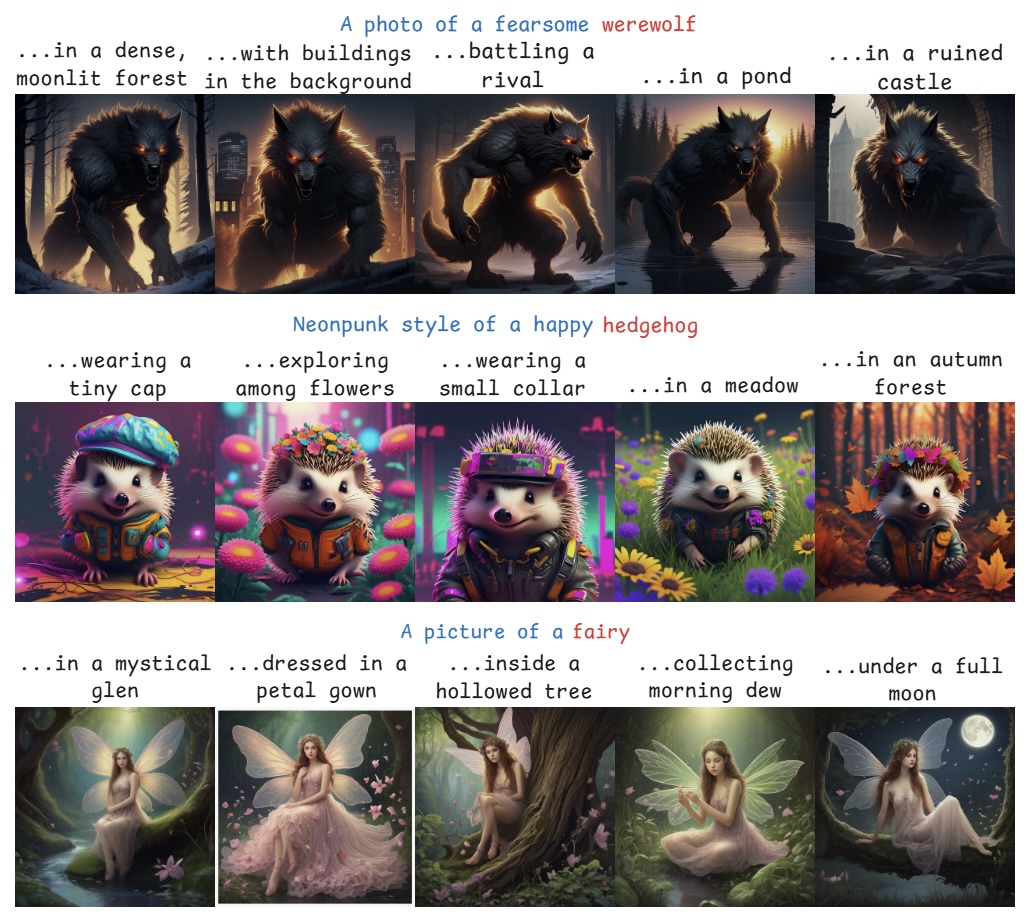 A photo of a fearsome werewolf
...in a dense,
moonlit forest
...with buildings
in the background
...battling a
rival
...in a pond
...in a ruined
castle
Neonpunk style of a happy hedgehog
...wearing a
tiny cap
...exploring
among flowers
...wearing a
small collar
...in a meadow
...in an autumn
forest
A picture of a fairy
...in a mystical
glen
...dressed in a
petal gown
...inside a
hollowed tree
...collecting
morning dew
...under a full
moon